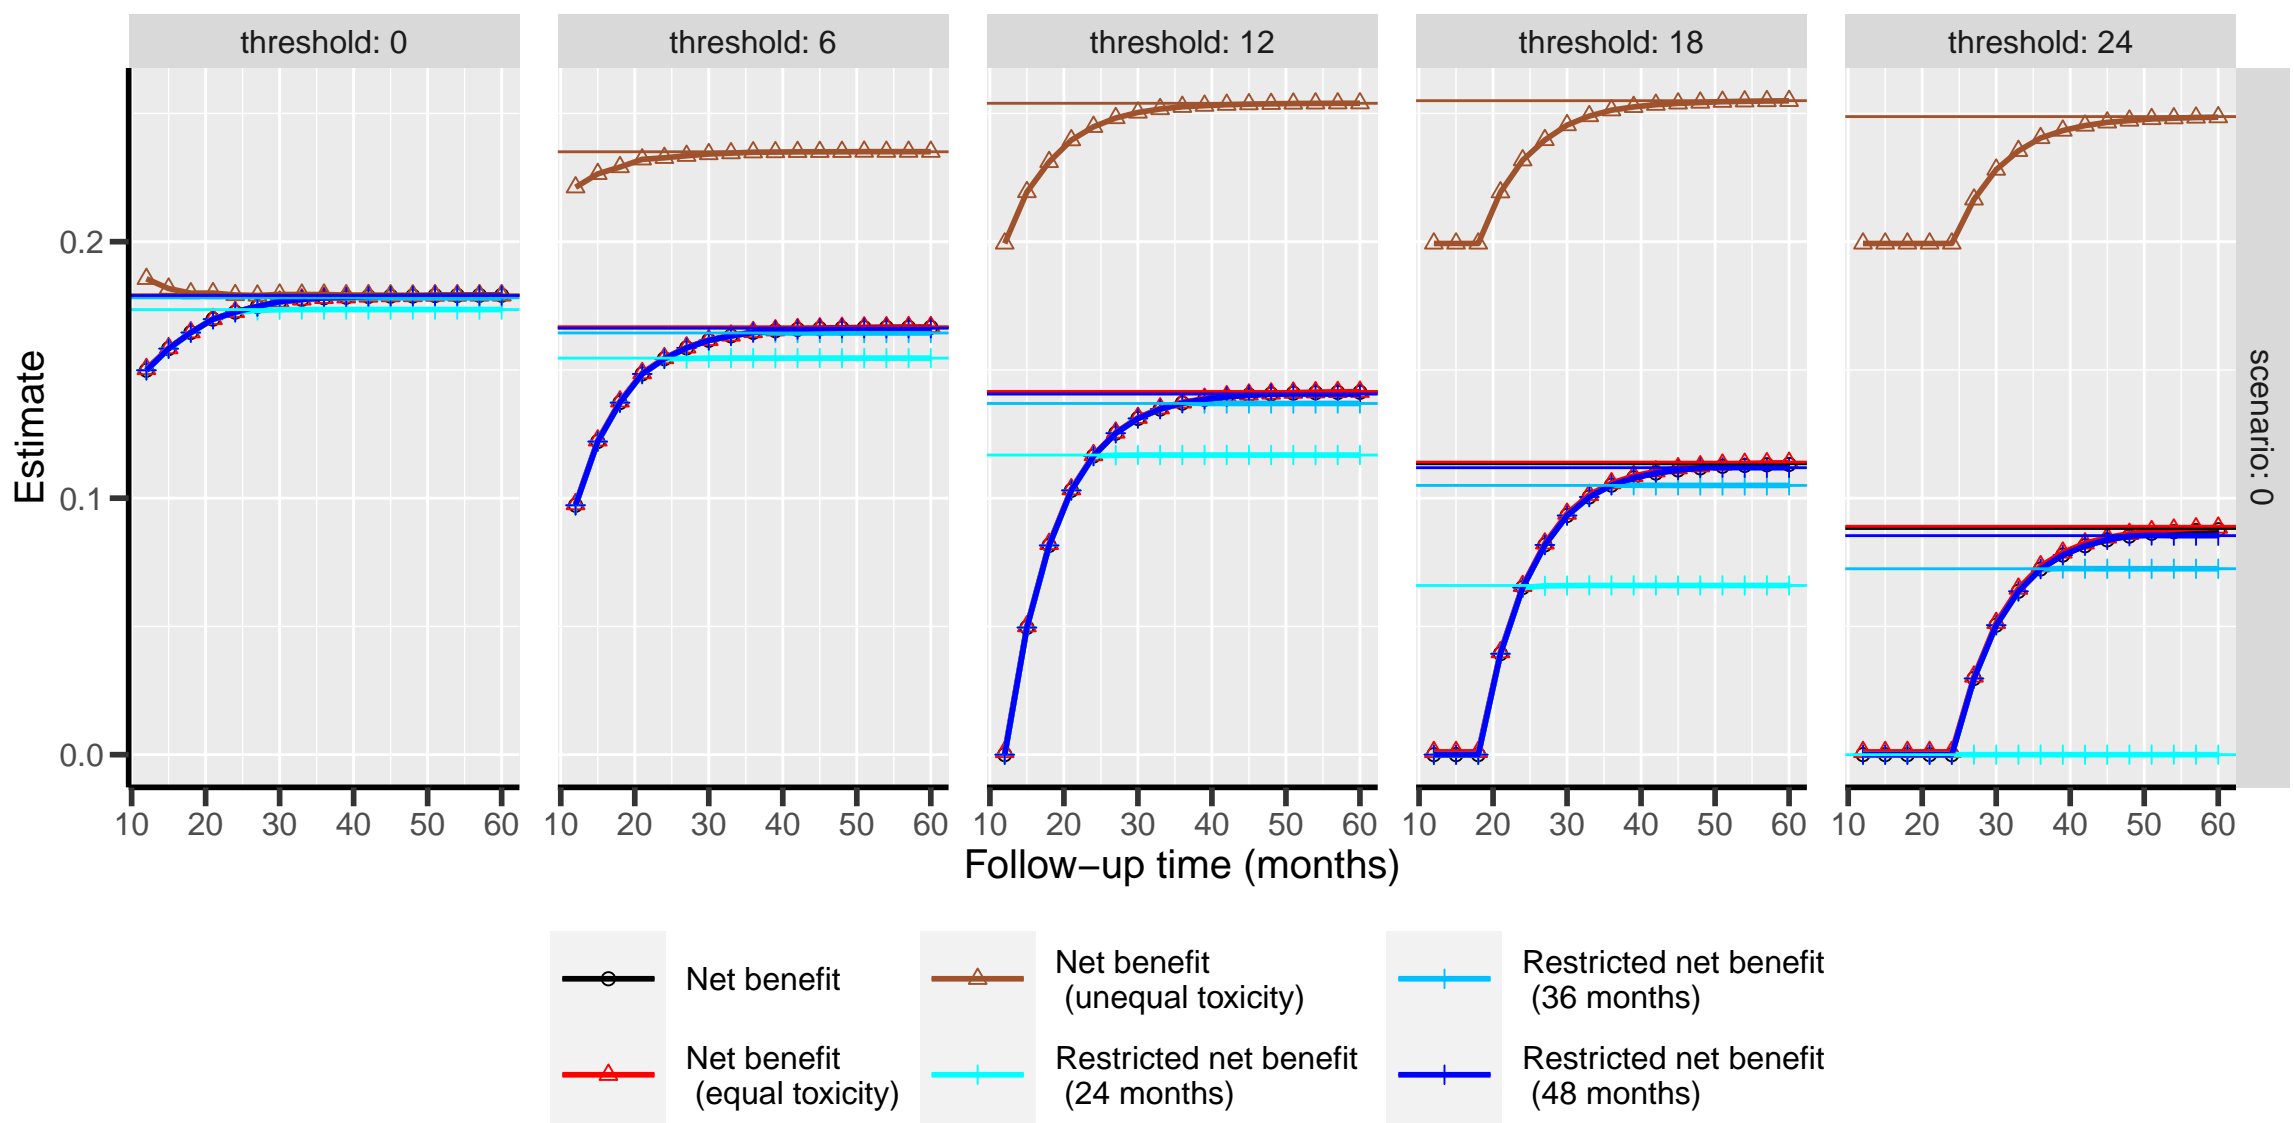 threshold: 0
threshold: 6
threshold: 12
threshold: 18
threshold: 24
scenario: 0
Estimate
0.2
0.1
0.0
10 20 30 40 50 60
10 20 30 40 50 60
10 20 30 40 50 60
10 20 30 40 50 60
10 20 30 40 50 60
Follow−up time (months)
Net benefit
Net benefit
(equal toxicity)
Net benefit
(unequal toxicity)
Restricted net benefit
(24 months)
Restricted net benefit
(36 months)
Restricted net benefit
(48 months)